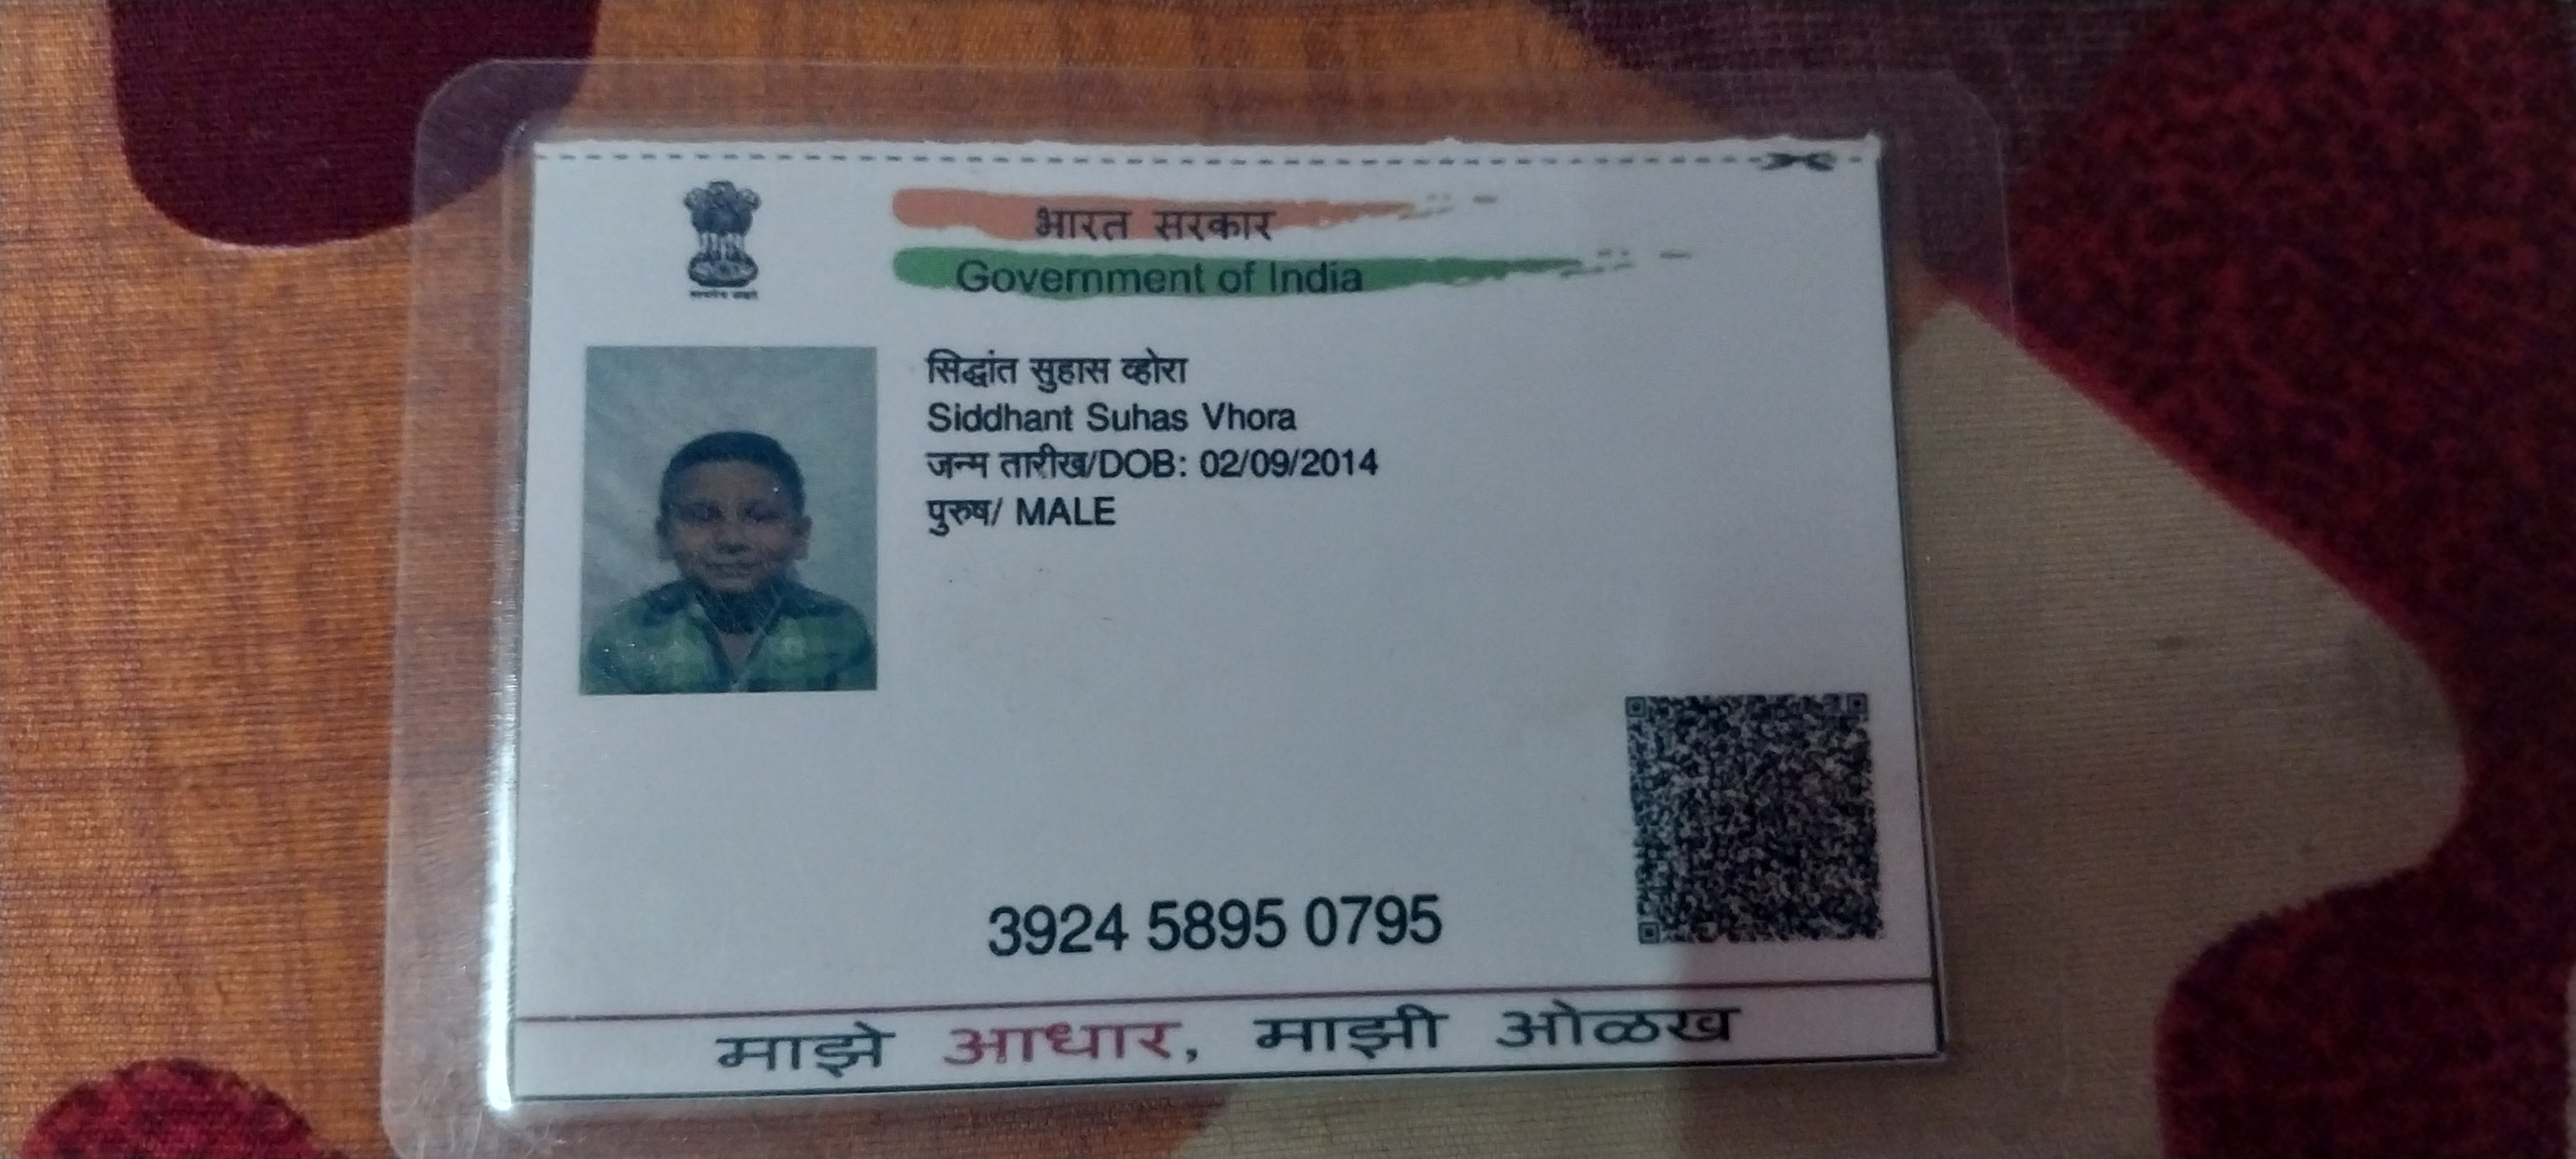 भारत सरकार
Government of India
सिद्धांत सुहास व्होरा
Siddhant Suhas Vhora
जन्म तारीख/DOB: 02/09/2014
पुरुष/ MALE
3924 5895 0795
माझे आधार, माझी ओळख